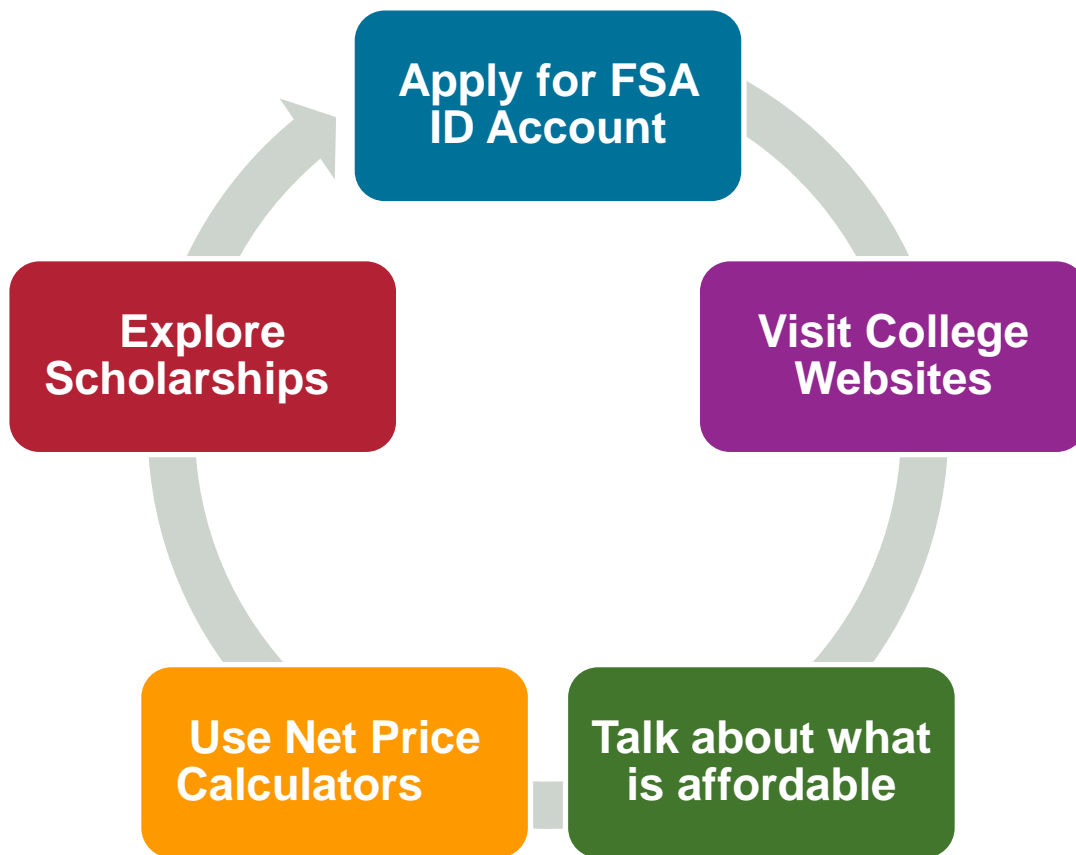 Apply for FSA
ID Account
Visit College
Websites
Talk about what
is affordable
Use Net Price
Calculators
Explore
Scholarships